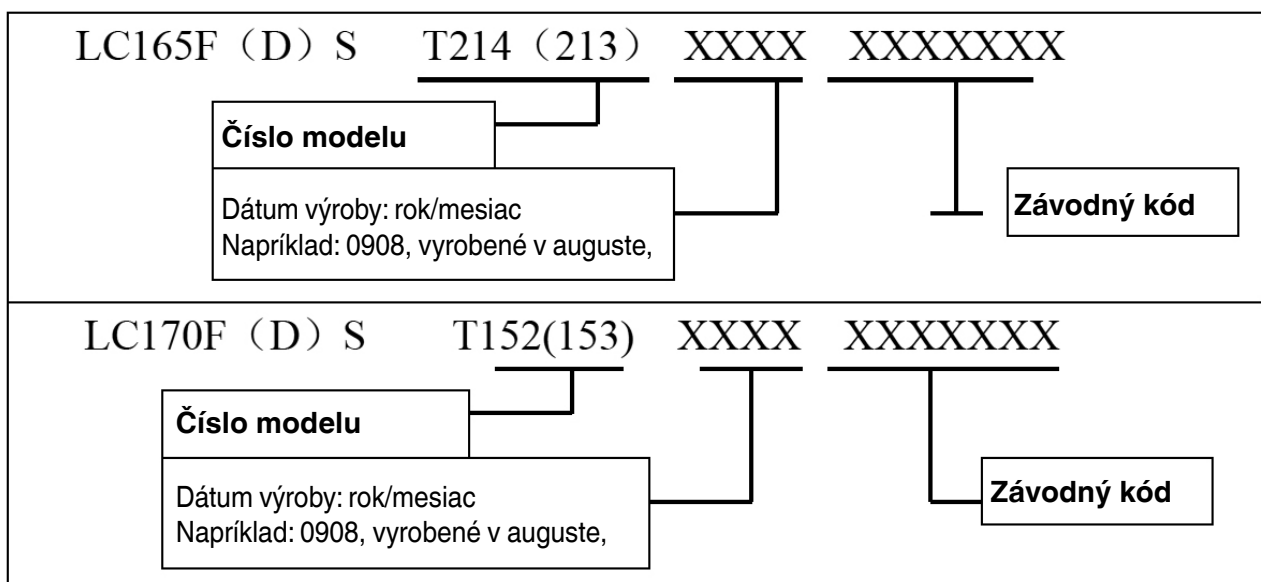 LC165F（D）S T214（213） XXXX XXXXXXX
Číslo modelu
Dátum výroby: rok/mesiac
Napríklad: 0908, vyrobené v auguste,
Závodný kód
LC170F（D）S T152(153) XXXX XXXXXXX
Číslo modelu
Dátum výroby: rok/mesiac
Napríklad: 0908, vyrobené v auguste,
Závodný kód